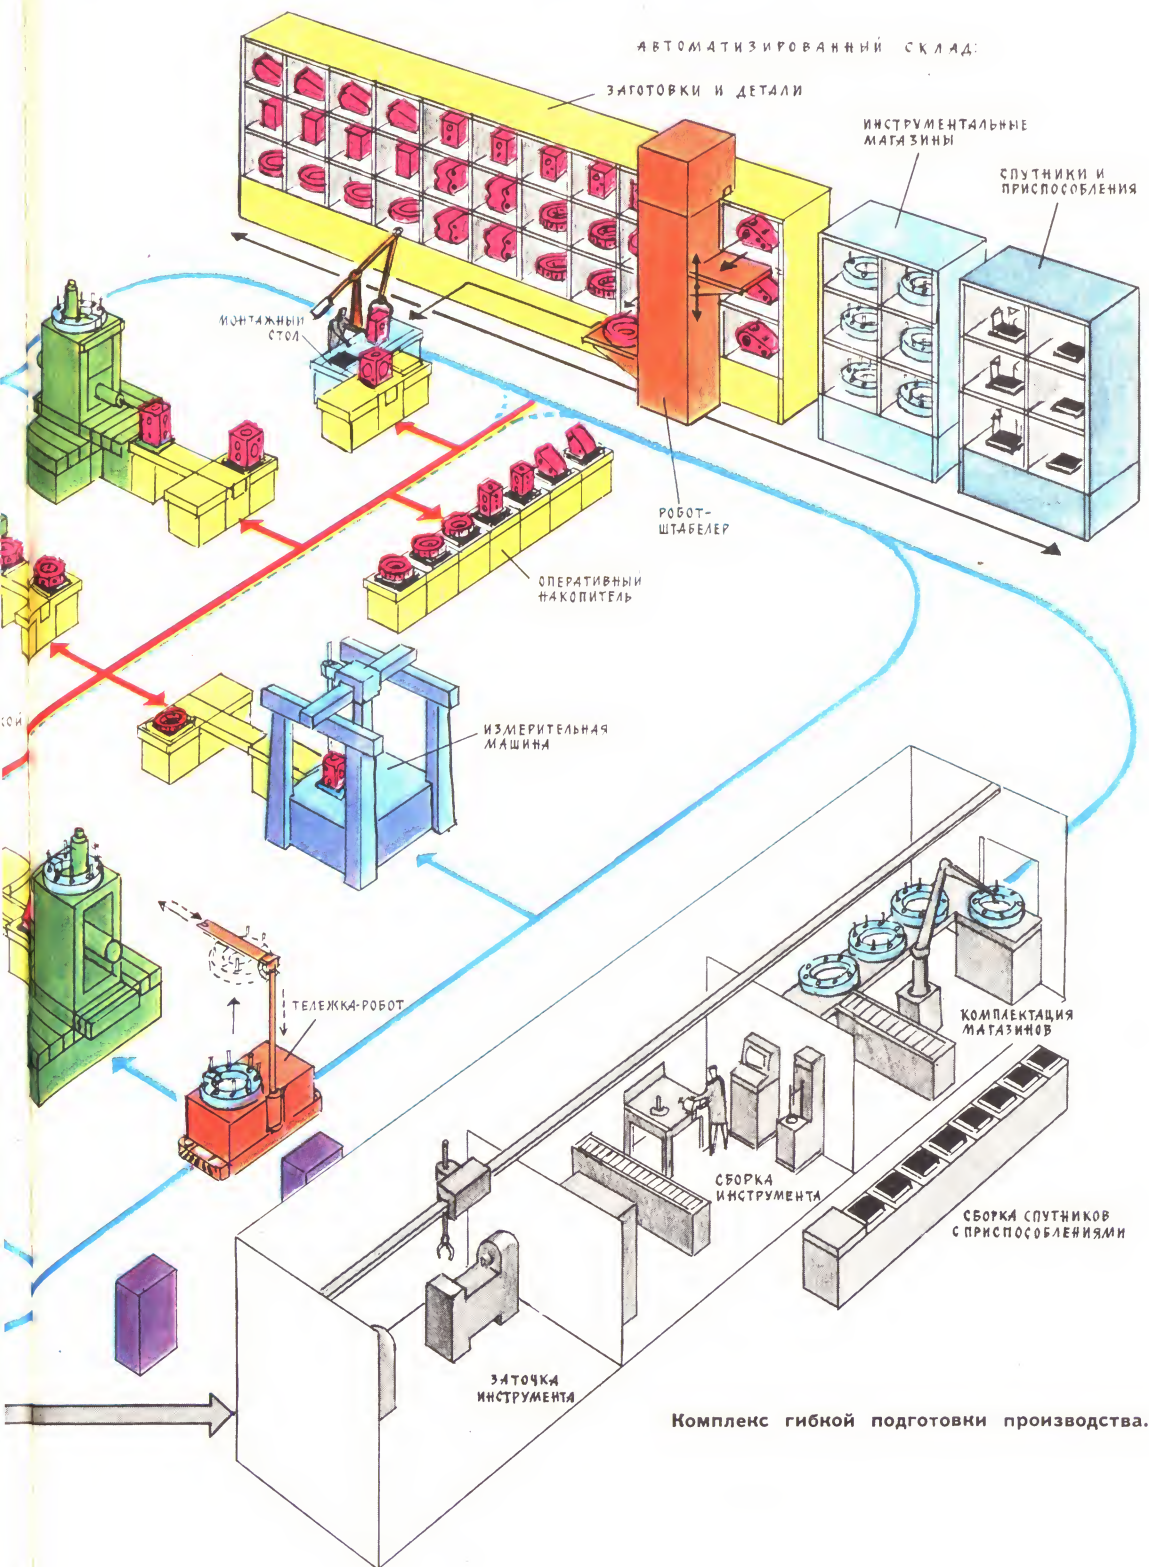 АВТОМАТИЗИРОВАННЫЙ СКЛАД:
ЗАГОТОВКИ И ДЕТАЛИ
ИНСТРУМЕНТАЛЬНЫЕ
МАГАЗИНЫ
СПУТНИКИ И
ПРИСПОСОБЛЕНИЯ
МОНТАЖНЫЙ
СТОЛ
РОБОТ-
ШТАБЕЛЕР
ОПЕРАТИВНЫЙ
НАКОПИТЕЛЬ
КОЙ
ИЗМЕРИТЕЛЬНАЯ
МАШИНА
ТЕЛЕЖКА-РОБОТ
КОМПЛЕКТАЦИЯ
МАГАЗИНОВ
СБОРКА
ИНСТРУМЕНТА
СБОРКА СПУТНИКОВ
С ПРИСПОСОБЛЕНИЯМИ
ЗАТОЧКА
ИНСТРУМЕНТА
Комплекс гибкой подготовки производства.